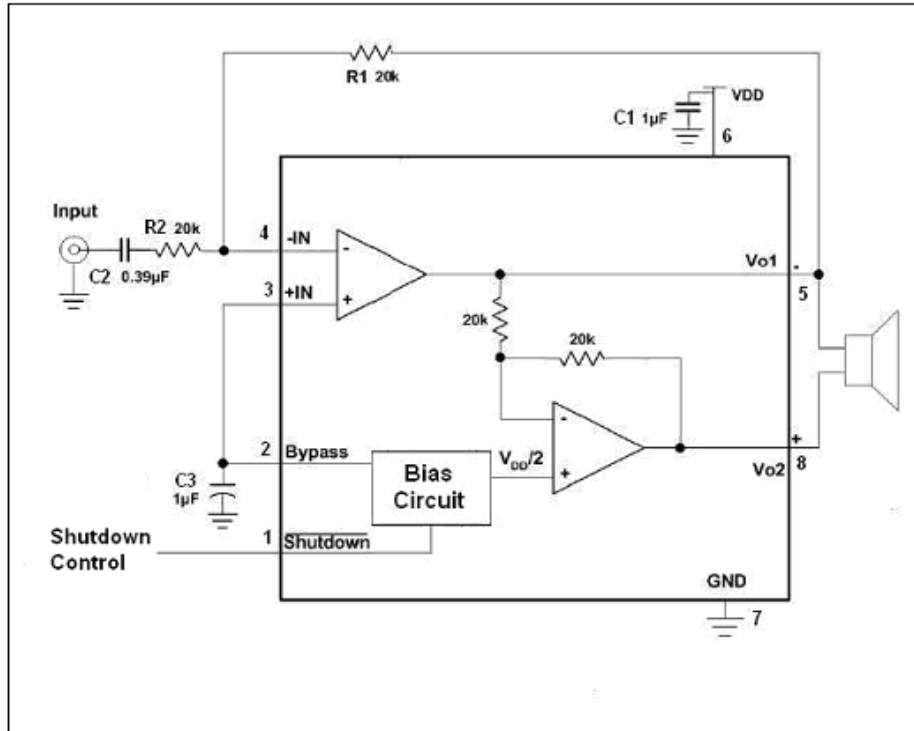 R1 20k
VDD
C1 1µF
6
Input
R2 20k
4 -IN
-
Vo1 -
C2 0.39µF
3 +IN
+
5
20k
20k
2 Bypass
-
+
Bias
Circuit
VDD/2
+
8
Vo2
C3
1µF
1 Shutdown
Shutdown
Control
GND
7